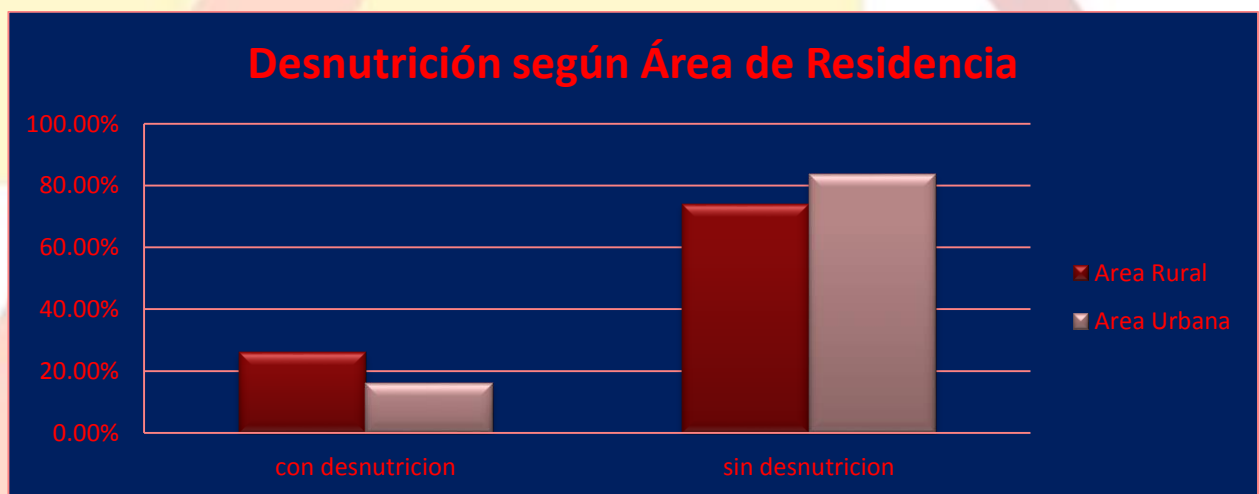 Desnutrición según Área de Residencia
100.00%
80.00%
60.00%
40.00%
20.00%
0.00%
con desnutricion
sin desnutricion
Area Rural
Area Urbana